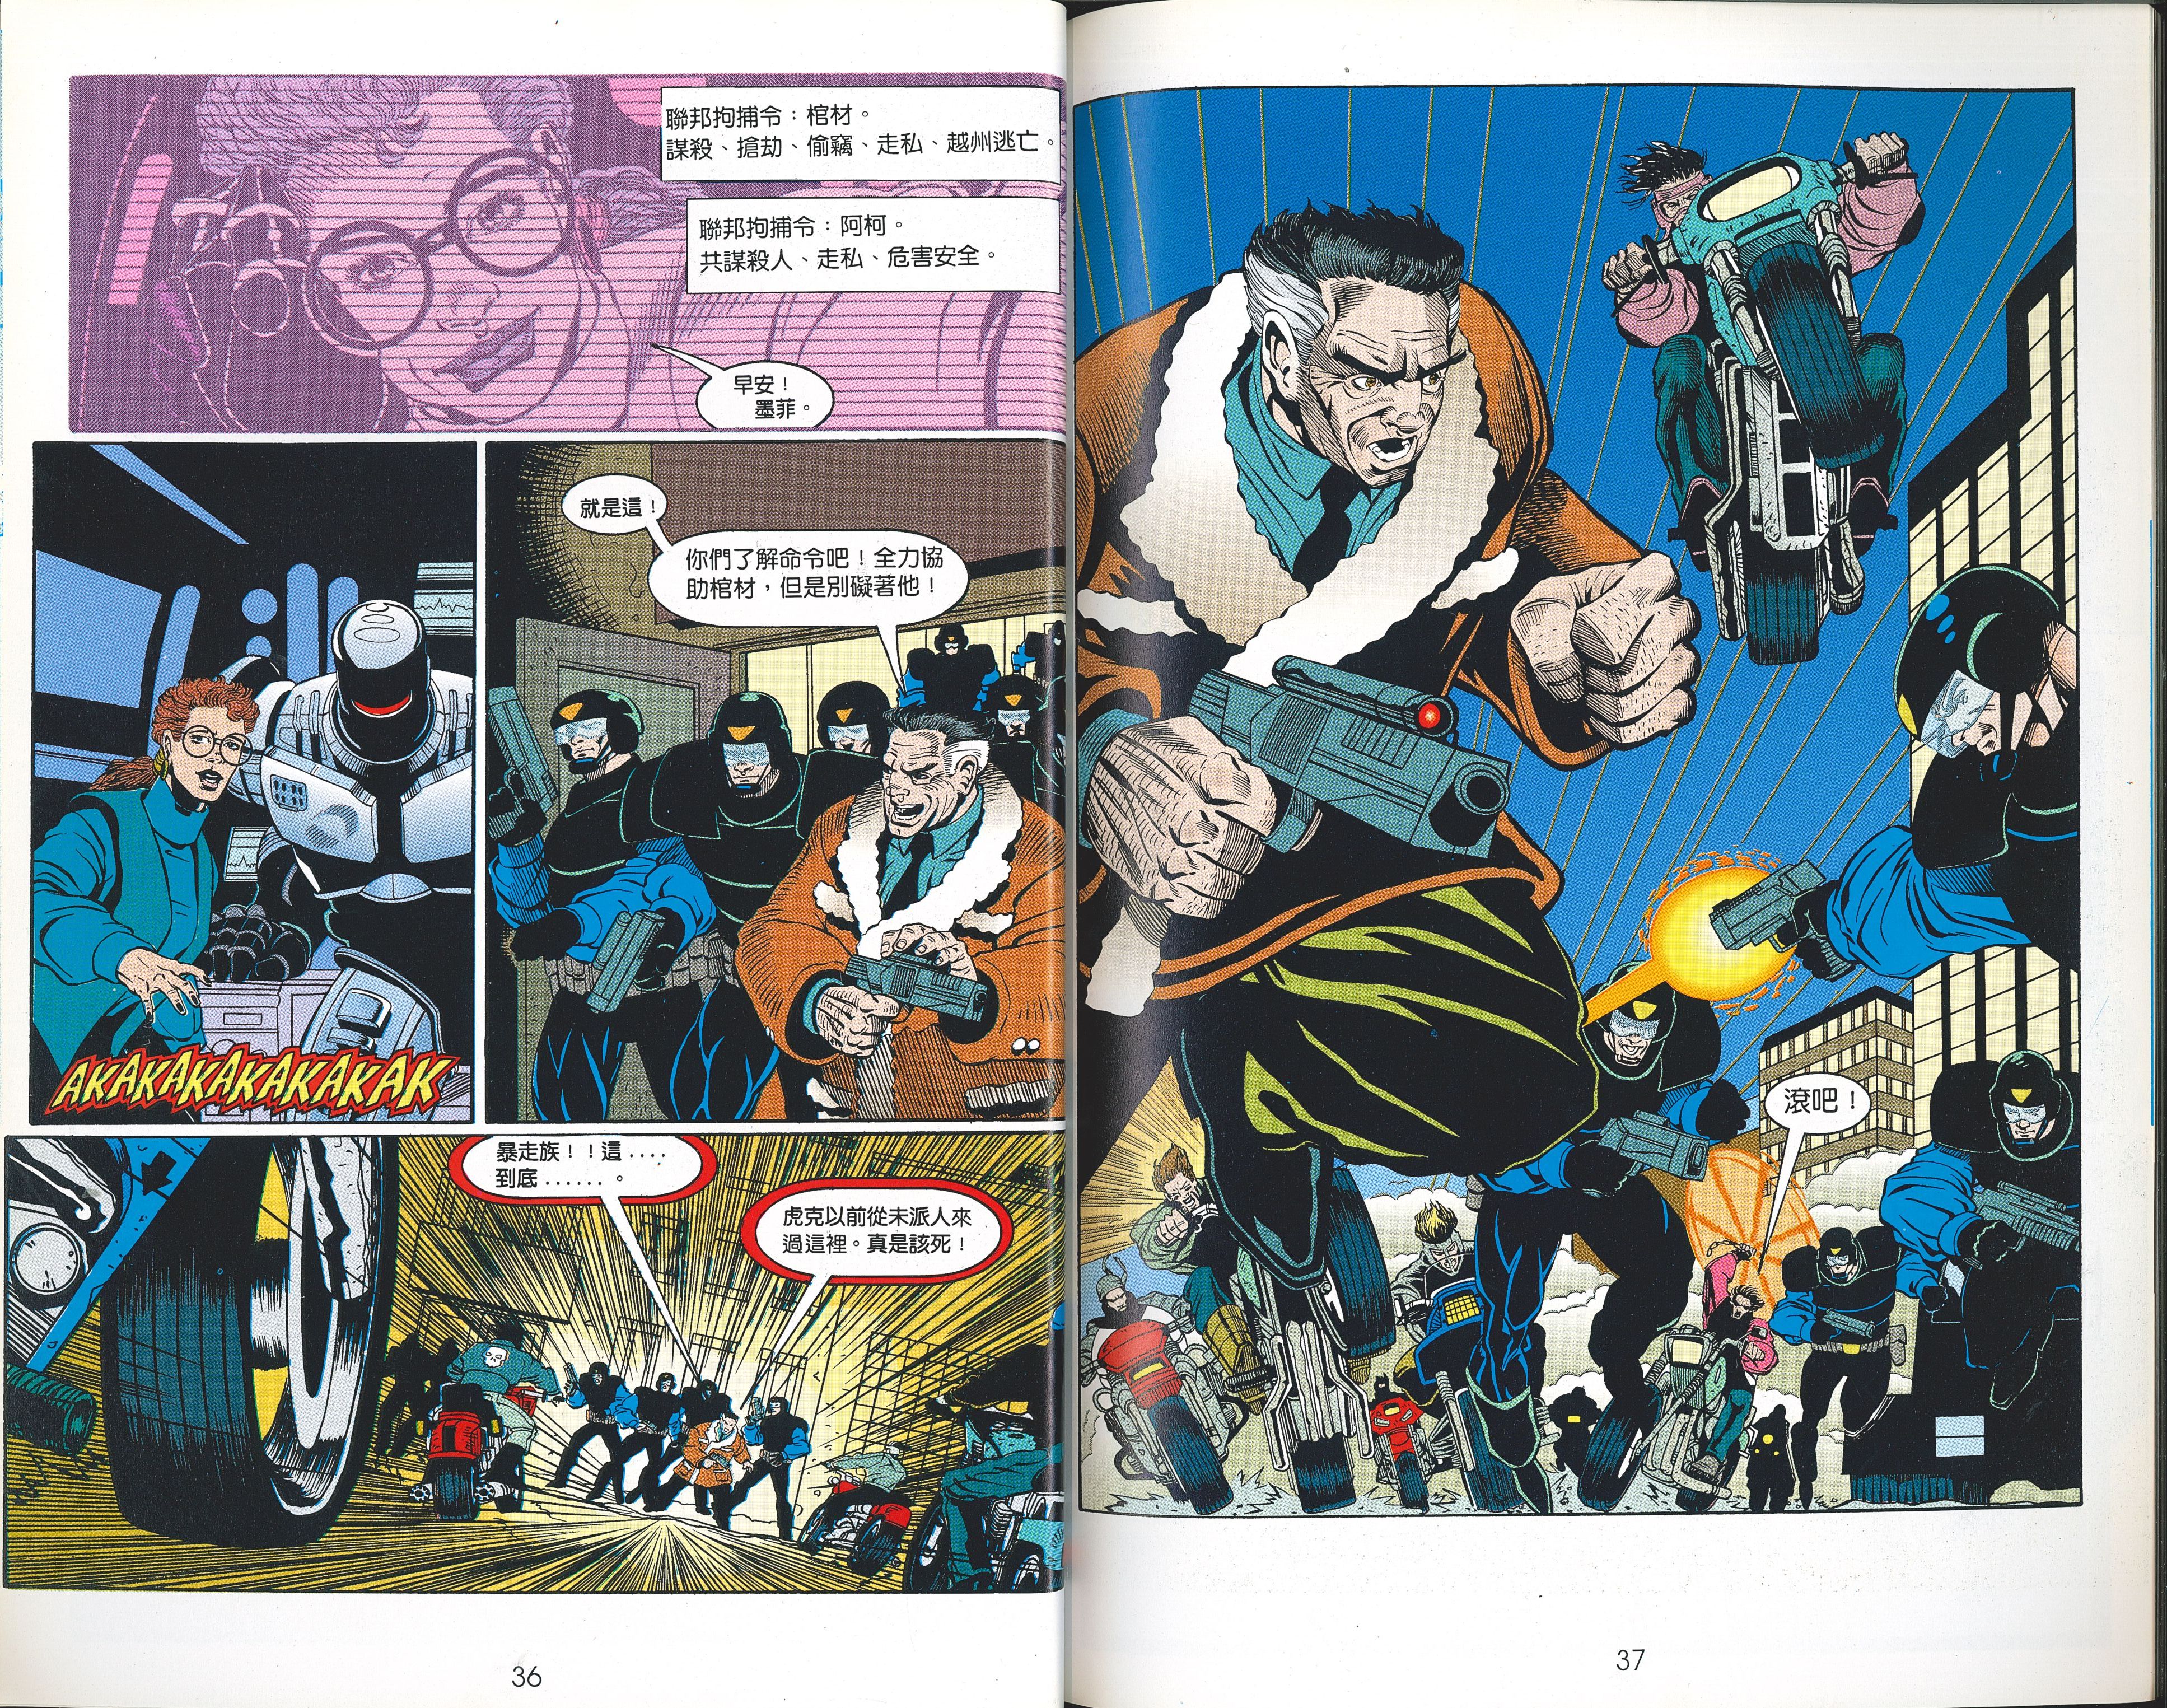 聯邦拘捕令：棺材。
謀殺、搶劫、偷竊、走私、越州逃亡。
聯邦拘捕令：阿柯。
共謀殺人、走私、危害安全。
早安！
墨菲。
AKAKAKAKAKAKAKAK
就是這！
你們了解命令吧！全力協
助棺材，但是別礙著他！
暴走族！！這....
到底......。
虎克以前從未派人來
過這裡。真是該死！
36
滾吧！
37